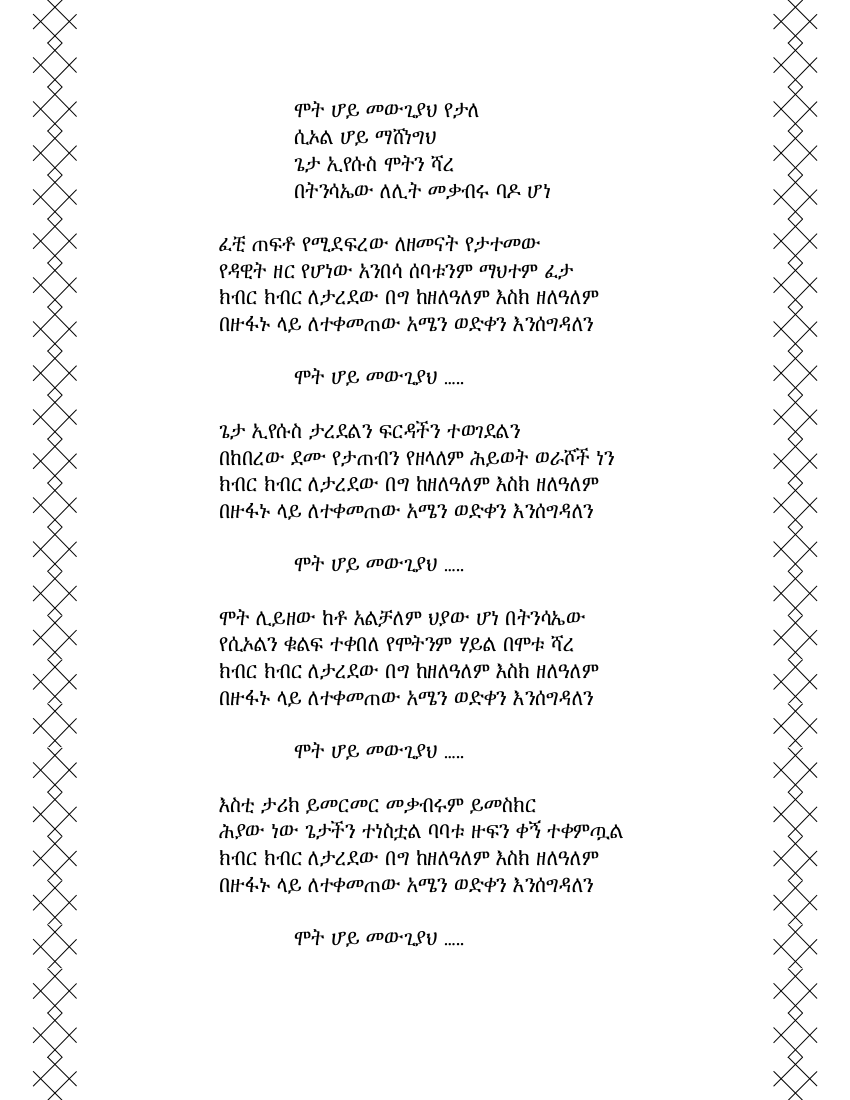 ሞት ሆይ መውጊያህ የታለ
ሲኦል ሆይ ማሸነግህ
ጌታ ኢየሱስ ሞትን ሻረ
በትንሳኤው ለሊት መቃብሩ ባዶ ሆነ
ፈቺ ጠፍቶ የሚደፍረው ለዘመናት የታተመው
የዳዊት ዘር የሆነው አንበሳ ሰባቱንም ማህተም ፈታ
ክብር ክብር ለታረደው በግ ከዘለዓለም እስከ ዘለዓለም
በዙፋኑ ላይ ለተቀመጠው አሜን ወድቀን እንሰግዳለን
ሞት ሆይ መውጊያህ .....
ጌታ ኢየሱስ ታረደልን ፍርዳችን ተወገደልን
በከበረው ደሙ የታጠብን የዘላለም ሕይወት ወራሾች ነን
ክብር ክብር ለታረደው በግ ከዘለዓለም እስከ ዘለዓለም
በዙፋኑ ላይ ለተቀመጠው አሜን ወድቀን እንሰግዳለን
ሞት ሆይ መውጊያህ .....
ሞት ሊይዘው ከቶ አልቻለም ህያው ሆነ በትንሳኤው
የሲኦልን ቁልፍ ተቀበለ የሞትንም ሃይል በሞቱ ሻረ
ክብር ክብር ለታረደው በግ ከዘለዓለም እስከ ዘለዓለም
በዙፋኑ ላይ ለተቀመጠው አሜን ወድቀን እንሰግዳለን
ሞት ሆይ መውጊያህ .....
እስቲ ታሪክ ይመርመር መቃብሩም ይመስክር
ሕያው ነው ጌታችን ተነስቷል ባባቱ ዙፍን ቀኝ ተቀምጧል
ክብር ክብር ለታረደው በግ ከዘለዓለም እስከ ዘለዓለም
በዙፋኑ ላይ ለተቀመጠው አሜን ወድቀን እንሰግዳለን
ሞት ሆይ መውጊያህ .....